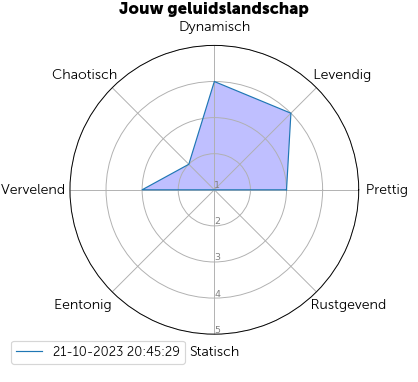 Jouw geluidslandschap
Dynamisch
Chaotisch
Levendig
Vervelend
1
Prettig
2
3
4
Eentonig
Rustgevend
5
21-10-2023 20:45:29
Statisch